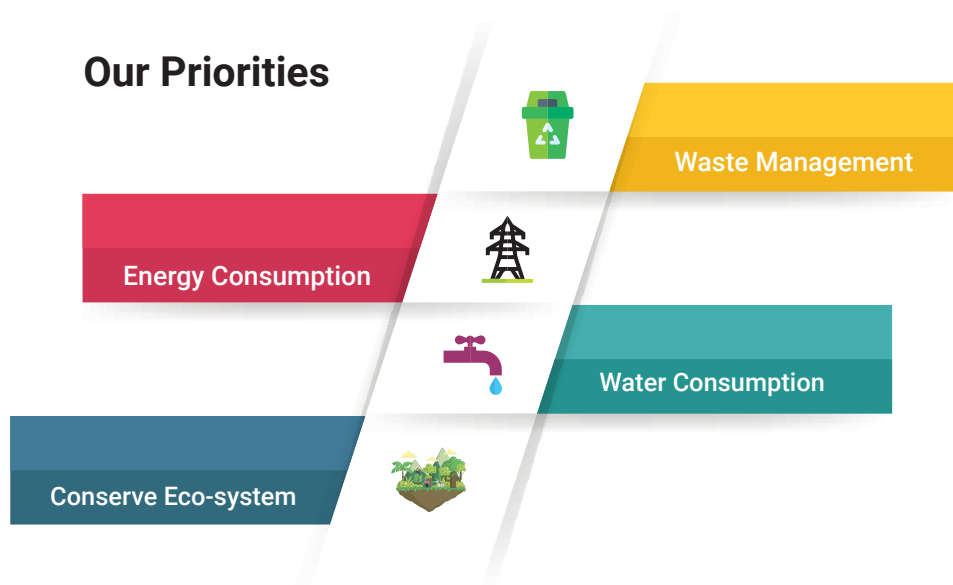 Our Priorities
Waste Management
Energy Consumption
Water Consumption
Conserve Eco-system